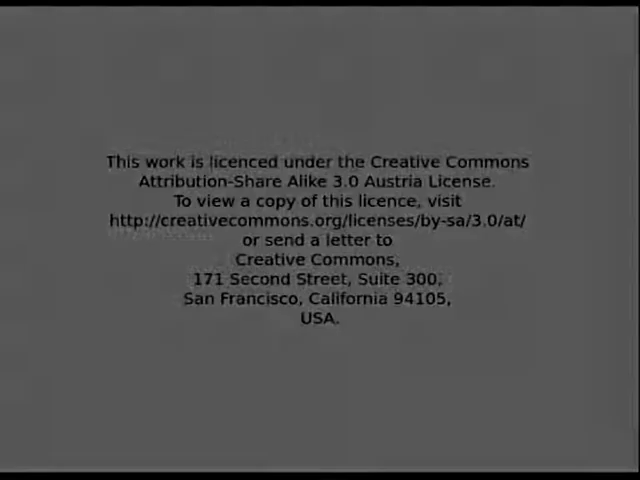 This work is licenced under the Creative Commons
Attribution-Share Alike 3.0 Austria License.
To view a copy of this licence, visit
http://creativecommons.org/licenses/by-sa/3.0/at/
or send a letter to
Creative Commons,
171 Second Street, Suite 300,
San Francisco, California 94105,
USA.